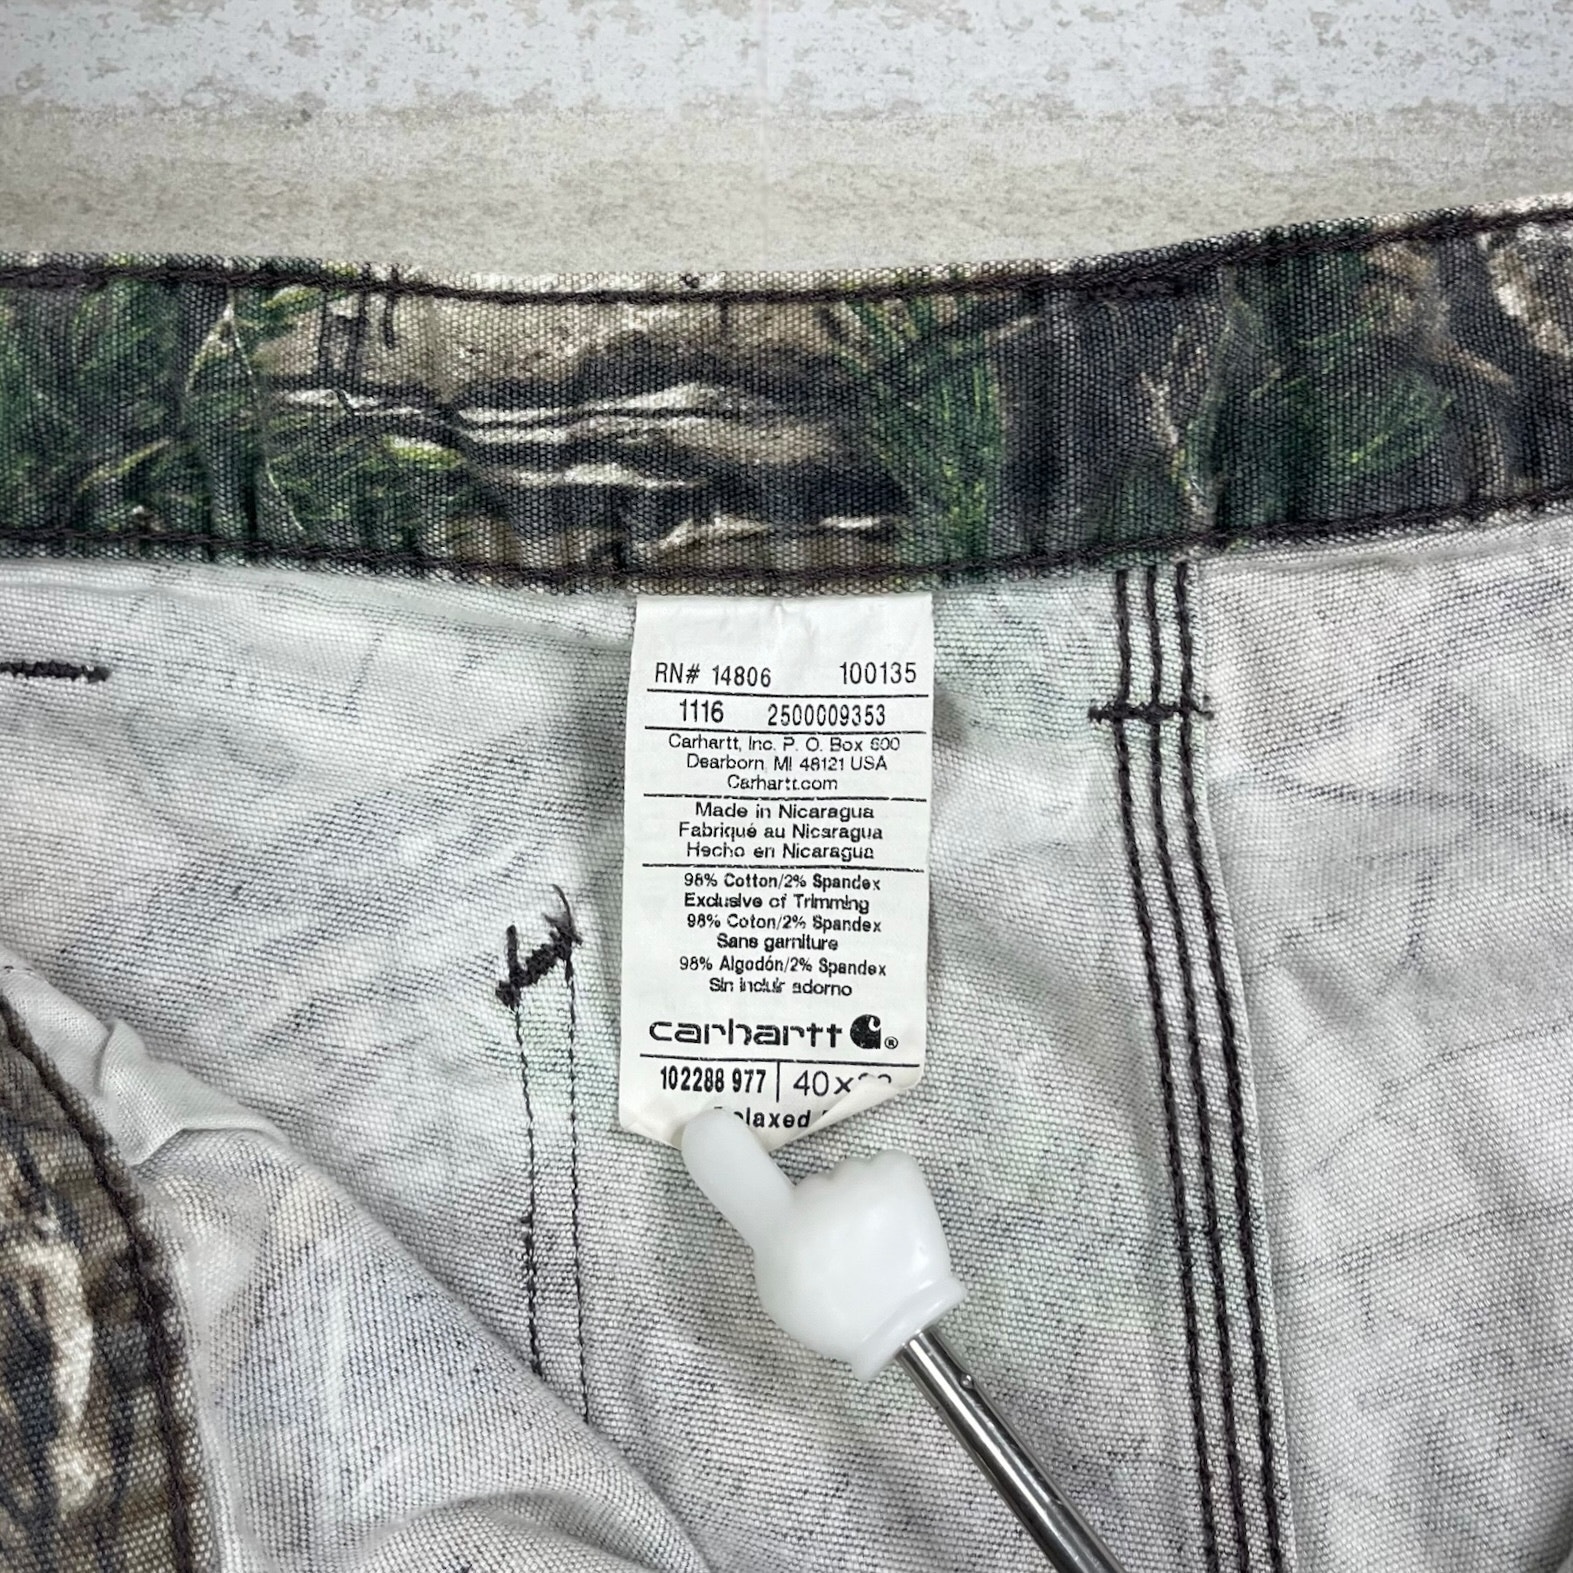 RN# 14806 100135
1116 2500009353
Carhartt, Inc. P. O. Box 600
Dearborn, MI 48121 USA
Carhartt.com
Made in Nicaragua
Fabriqué au Nicaragua
Hecho en Nicaragua
98% Cotton/2% Spandex
Exclusive of Trimming
98% Coton/2% Spandex
Sans garniture
98% Algodón/2% Spandex
Sin incluir adorno
carhartt ®
102288 977 40x